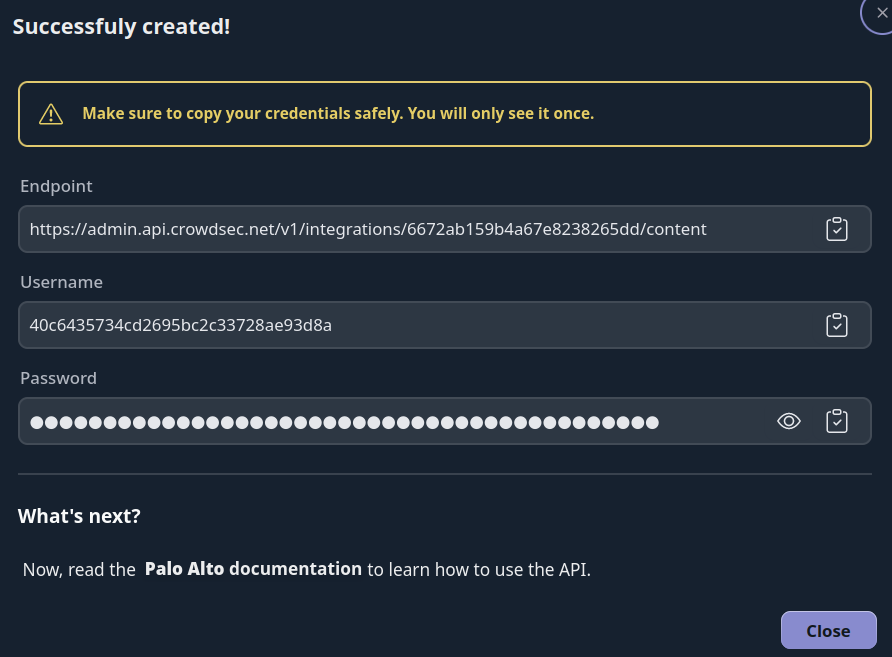 Successfuly created!
Make sure to copy your credentials safely. You will only see it once.
Endpoint
https://admin.api.crowdsec.net/v1/integrations/6672ab159b4a67e8238265dd/content
Username
40c6435734cd2695bc2c33728ae93d8a
Password
●●●●●●●●●●●●●●●●●●●●●●●●●●●●●●●●●●●●●●●●●●●
What's next?
Now, read the Palo Alto documentation to learn how to use the API.
Close